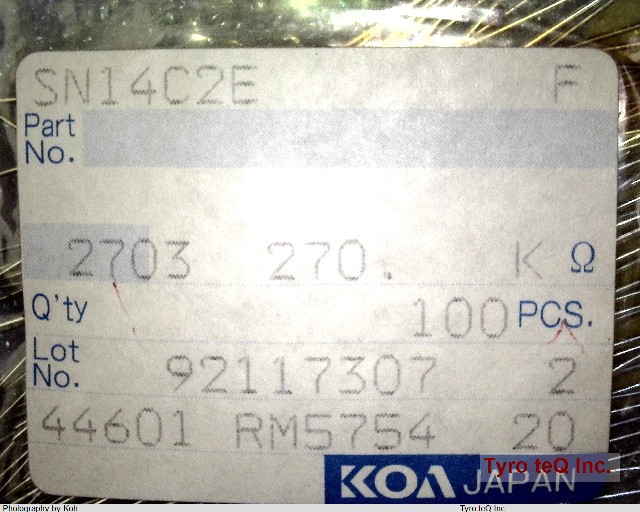 SN14C2E F
Part
No.
2703 270. K Ω
Q'ty 100 PCS.
Lot
No. 92117307 2
44601 RM5754 20
KOA JAPAN
Tyro teQ Inc.
Photography by Koh Tyro teQ Inc